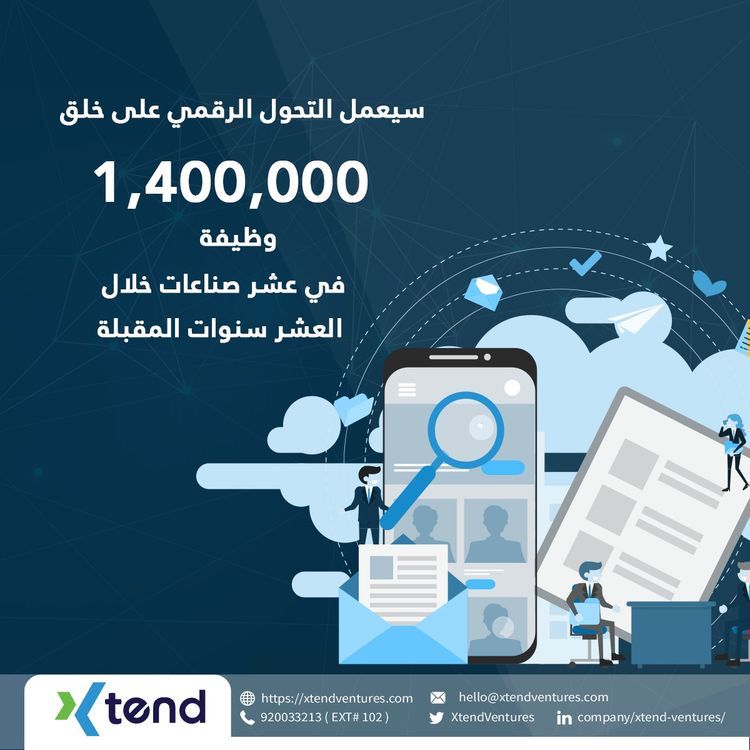 سيعمل التحول الرقمي على خلق
1,400,000
وظيفة
في عشر صناعات خلال
العشر سنوات المقبلة
Xtend
https://xtendventures.com
hello@xtendventures.com
920033213 ( EXT# 102 )
XtendVentures
in company/xtend-ventures/